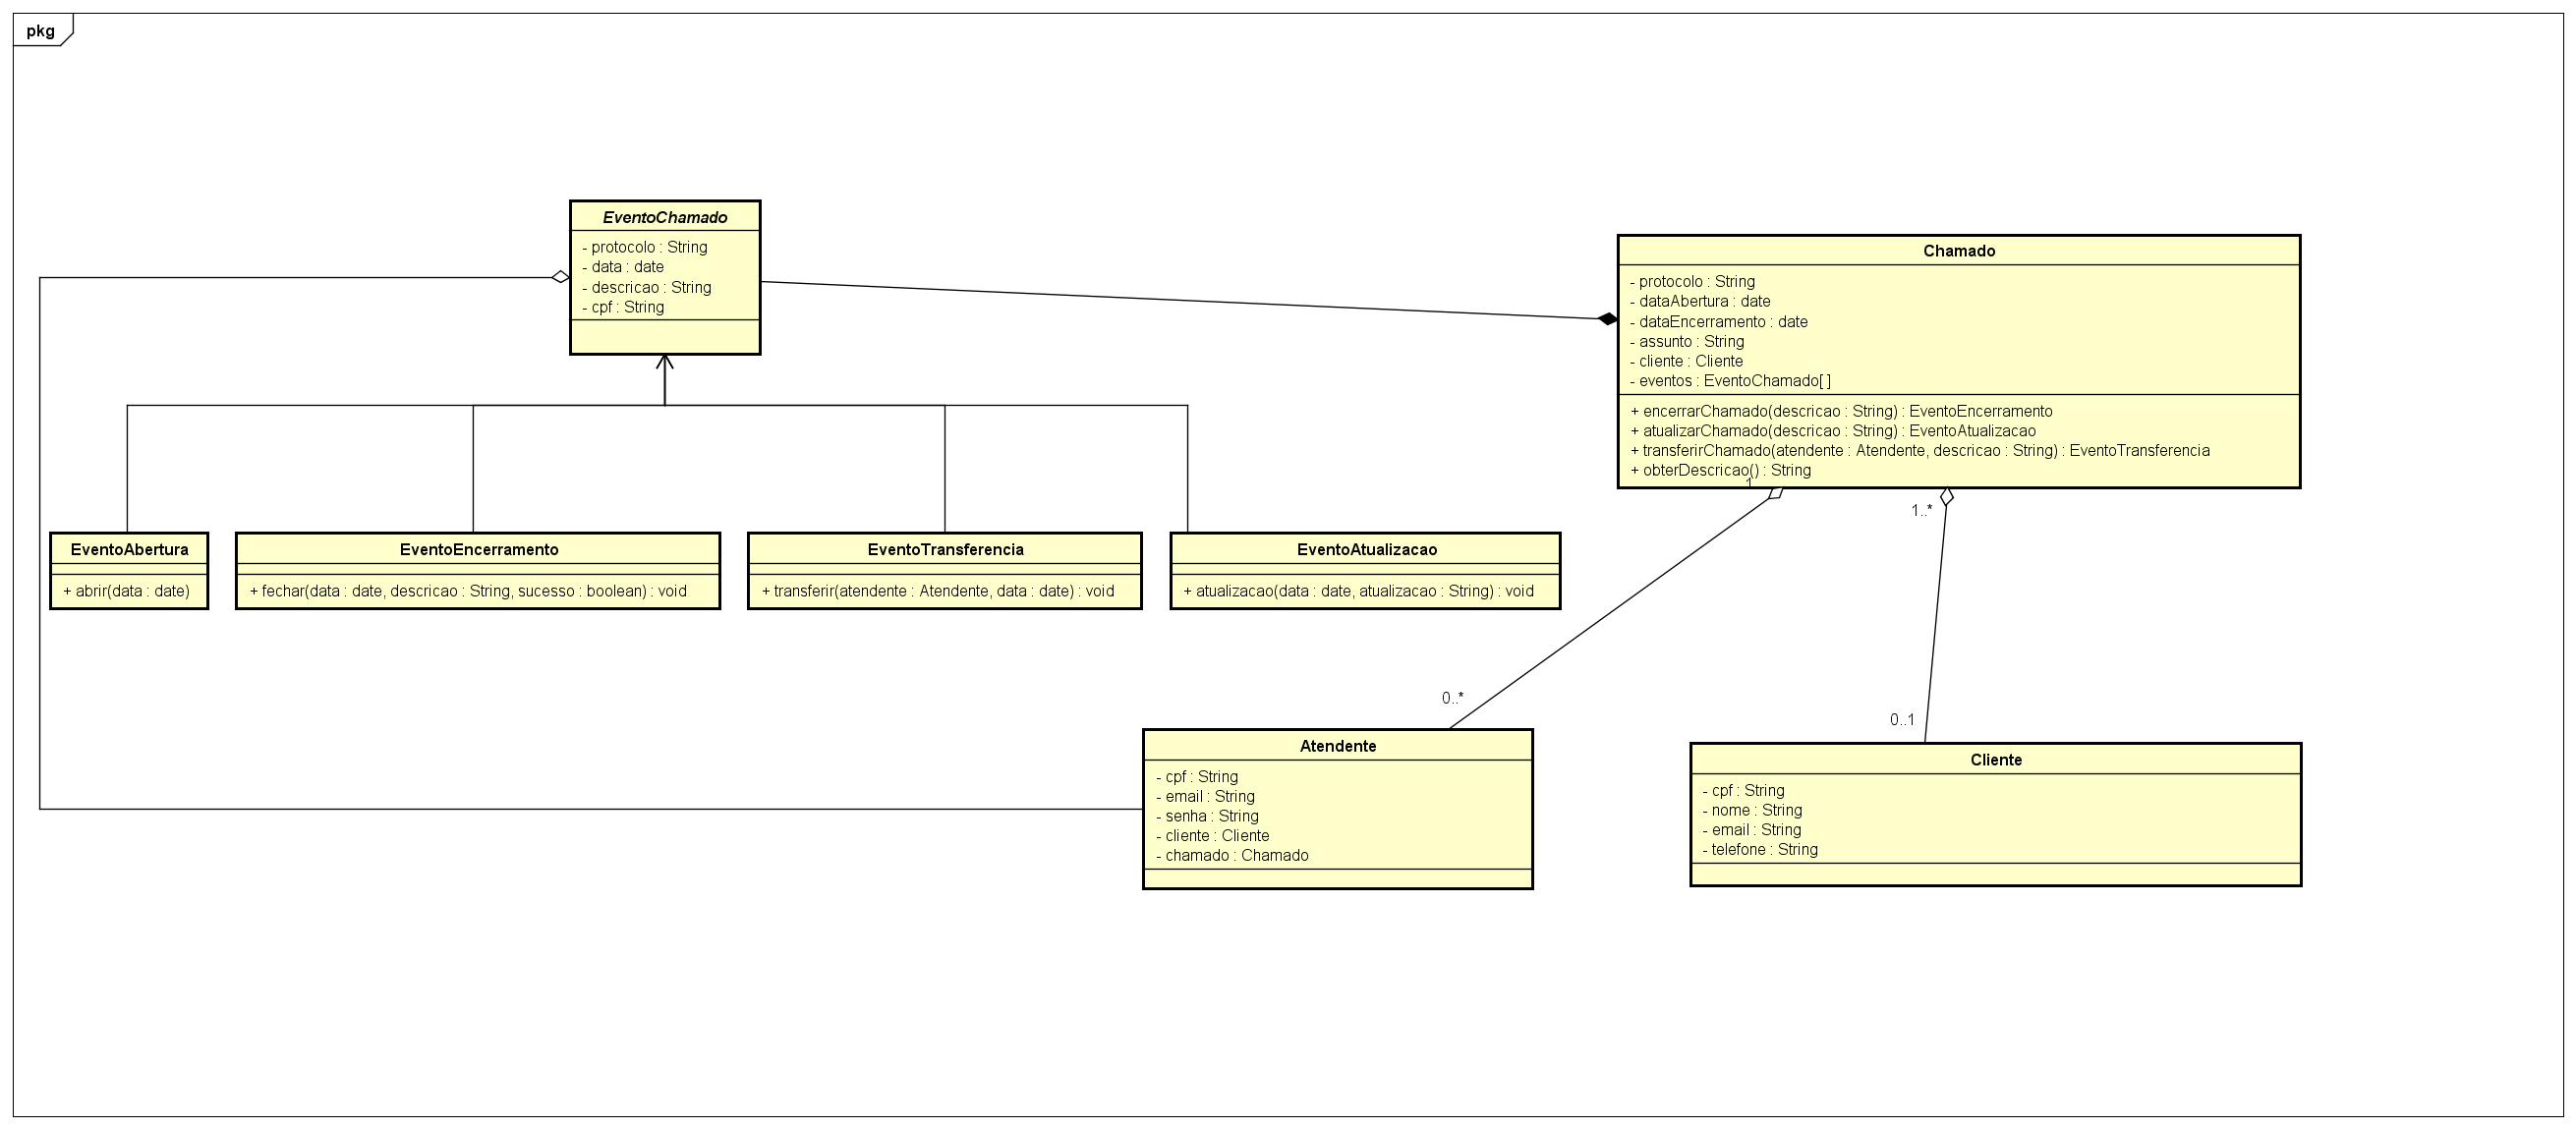 pkg
EventoChamado
- protocolo : String
- data : date
- descricao : String
- cpf : String
Chamado
- protocolo : String
- dataAbertura : date
- dataEncerramento : date
- assunto : String
- cliente : Cliente
- eventos : EventoChamado[ ]
+ encerrarChamado(descricao : String) : EventoEncerramento
+ atualizarChamado(descricao : String) : EventoAtualizacao
+ transferirChamado(atendente : Atendente, descricao : String) : EventoTransferencia
+ obterDescricao() : String
1
1..*
EventoAbertura
+ abrir(data : date)
EventoEncerramento
+ fechar(data : date, descricao : String, sucesso : boolean) : void
EventoTransferencia
+ transferir(atendente : Atendente, data : date) : void
EventoAtualizacao
+ atualizacao(data : date, atualizacao : String) : void
0..*
0..1
Atendente
- cpf : String
- email : String
- senha : String
- cliente : Cliente
- chamado : Chamado
Cliente
- cpf : String
- nome : String
- email : String
- telefone : String